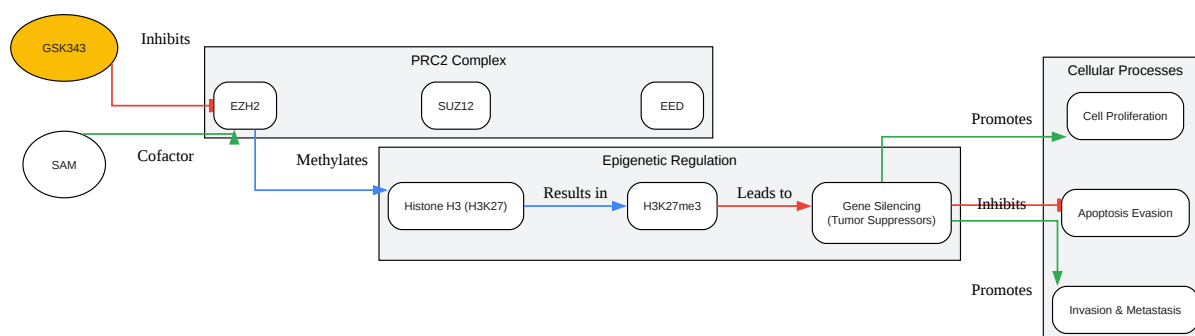 GSK343
Inhibits
PRC2 Complex
EZH2
SUZ12
EED
Cellular Processes
Cell Proliferation
Promotes
SAM
Cofactor
Methylates
Epigenetic Regulation
Histone H3 (H3K27)
Results in
H3K27me3
Leads to
Gene Silencing
(Tumor Suppressors)
Inhibits
Apoptosis Evasion
Promotes
Invasion & Metastasis